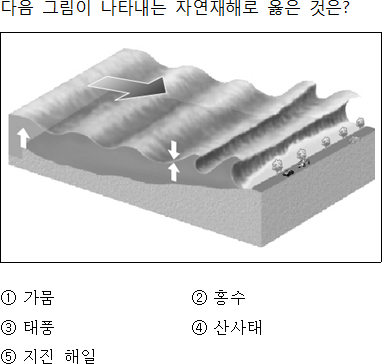 다음 그림이 나타내는 자연재해로 옳은 것은?
① 가뭄 ② 홍수
③ 태풍 ④ 산사태
⑤ 지진 해일